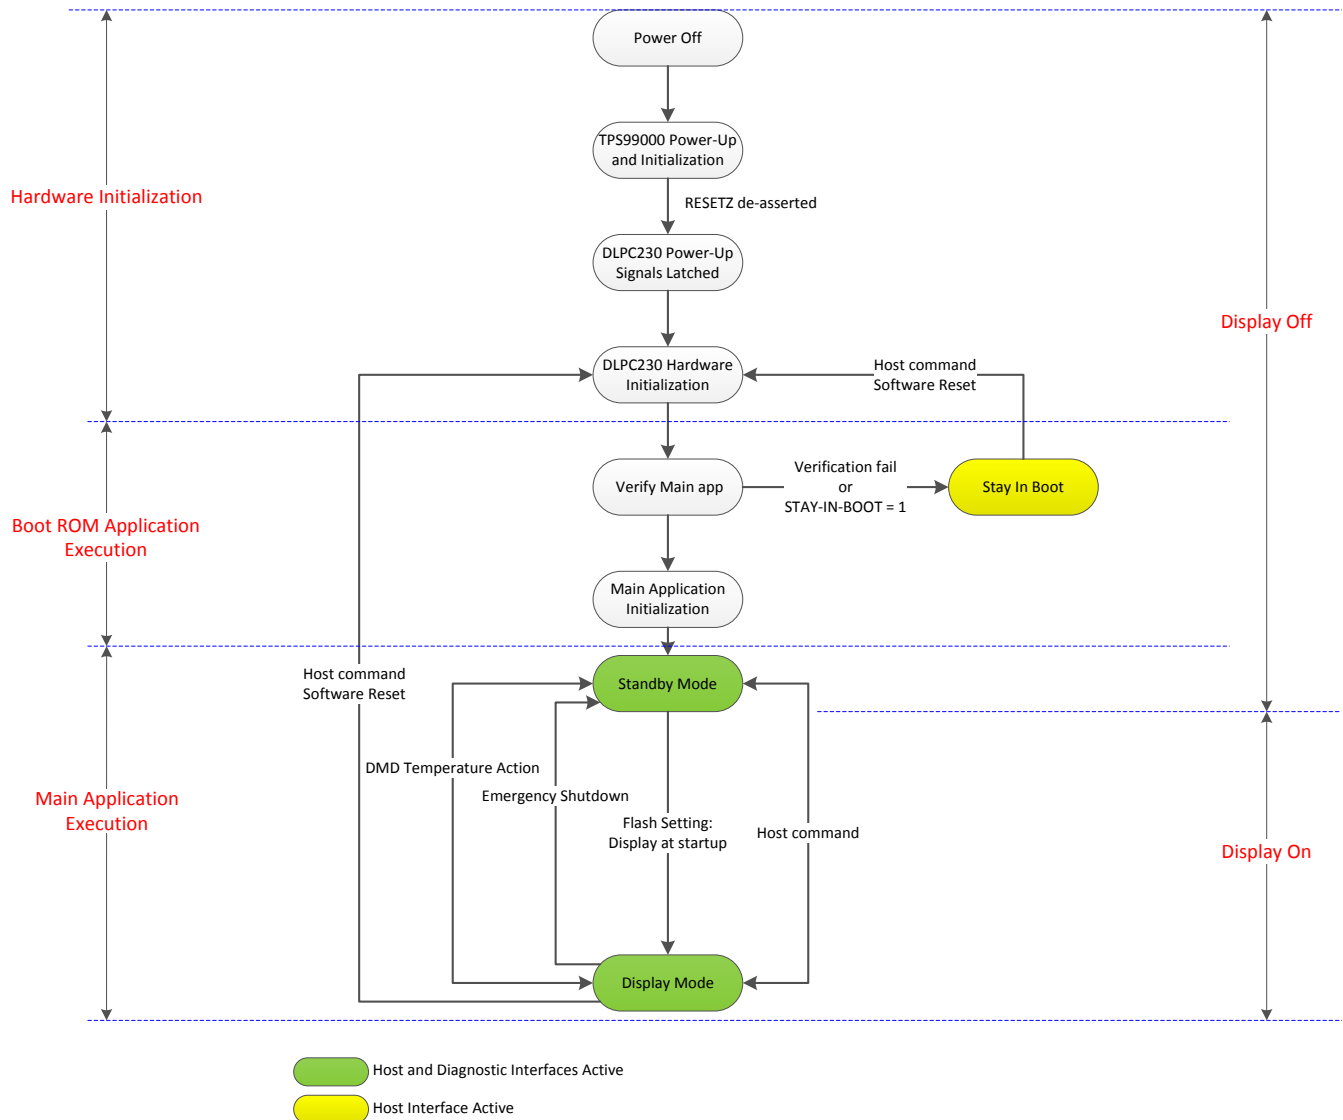 Power Off
TPS99000 Power-Up
and Initialization
Hardware Initialization
RESETZ de-asserted
DLPC230 Power-Up
Signals Latched
Display Off
DLPC230 Hardware
Initialization
Host command
Software Reset
Verify Main app
Verification fail
or
STAY-IN-BOOT = 1
Stay In Boot
Boot ROM Application
Execution
Main Application
Initialization
Host command
Software Reset
Standby Mode
DMD Temperature Action
Emergency Shutdown
Main Application
Execution
Flash Setting:
Display at startup
Host command
Display On
Display Mode
Host and Diagnostic Interfaces Active
Host Interface Active